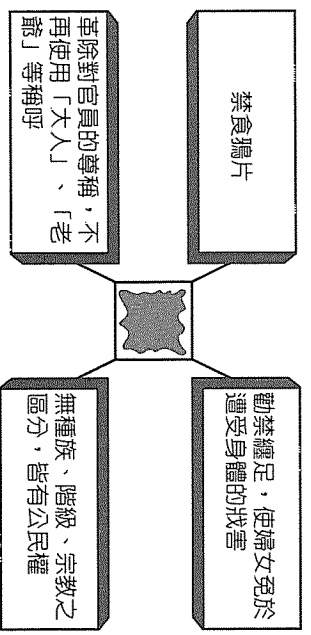 禁食鴉片
勸禁纏足，使婦女免於
遭受身體的戕害
革除對官員的尊稱，不
再使用「大人」、「老
爺」等稱呼
無種族、階級、宗教之
區分，皆有公民權